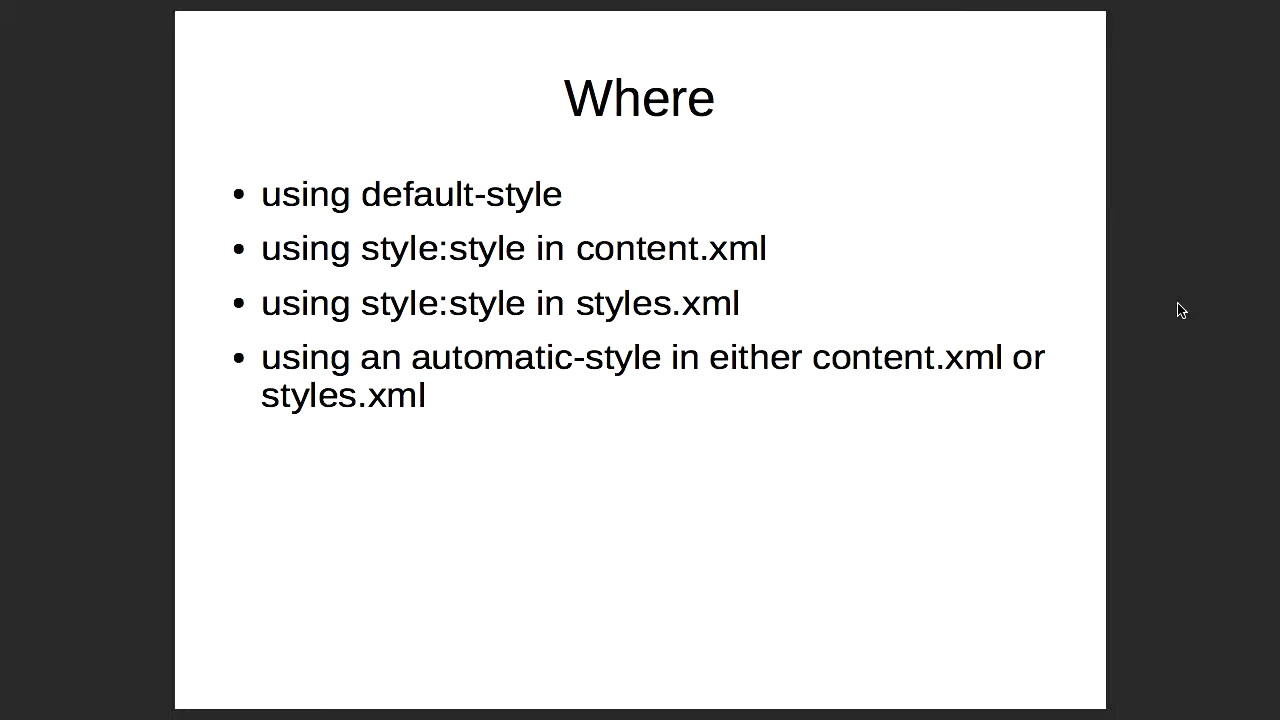 Where
• using default-style
• using style:style in content.xml
• using style:style in styles.xml
• using an automatic-style in either content.xml or
styles.xml